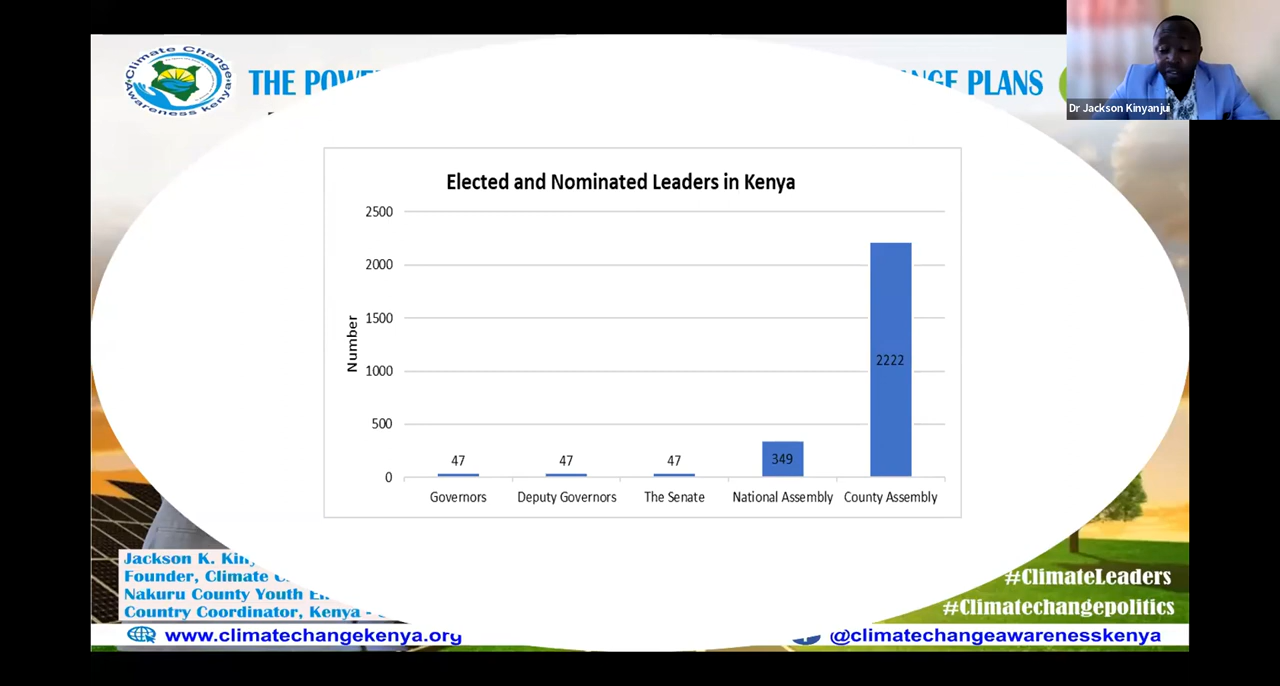 Climate Change
Awareness Kenya
THE POWE
NGE PLANS
Dr Jackson Kinyanjui
Elected and Nominated Leaders in Kenya
Number
2500
2000
1500
1000
500
0
47
47
47
349
2222
Governors
Deputy Governors
The Senate
National Assembly
County Assembly
Jackson K. Kin
Founder, Climate C
Nakuru County Youth E
Country Coordinator, Kenya -
#ClimateLeaders
#Climatechangepolitics
www.climatechangekenya.org
@climatechangeawarenesskenya